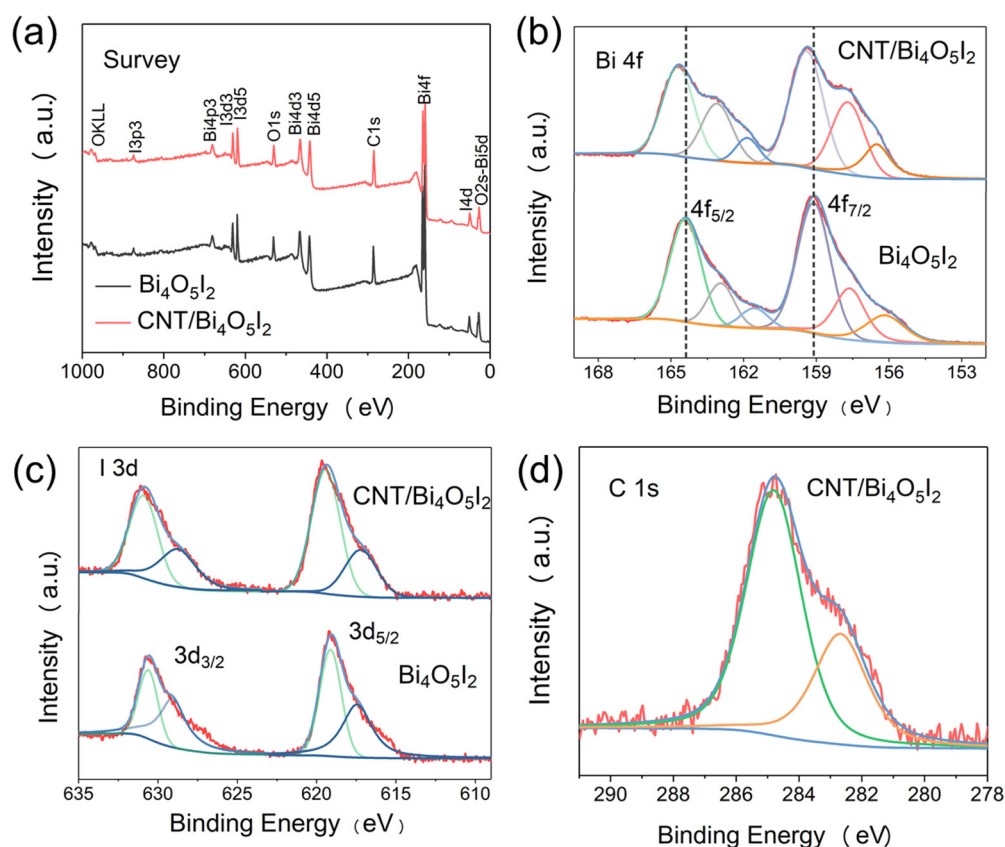 (a)
Survey
Intensity ( a.u.)
OKLL
I3p3
Bi4p3
I3d3
I3d5
O1s
Bi4d3
Bi4d5
C1s
Bi4f
I4d
O2s-Bi5d
Bi₄O₅I₂
CNT/Bi₄O₅I₂
1000 800 600 400 200 0
Binding Energy ( eV)
(b)
Bi 4f
CNT/Bi₄O₅I₂
Intensity (a.u.)
4f₅/₂
4f₇/₂
Bi₄O₅I₂
168 165 162 159 156 153
Binding Energy ( eV)
(c)
I 3d
CNT/Bi₄O₅I₂
Intensity ( a.u.)
3d₃/₂
3d₅/₂
Bi₄O₅I₂
635 630 625 620 615 610
Binding Energy (eV)
(d)
C 1s
CNT/Bi₄O₅I₂
Intensity ( a.u.)
290 288 286 284 282 280 278
Binding Energy (eV)